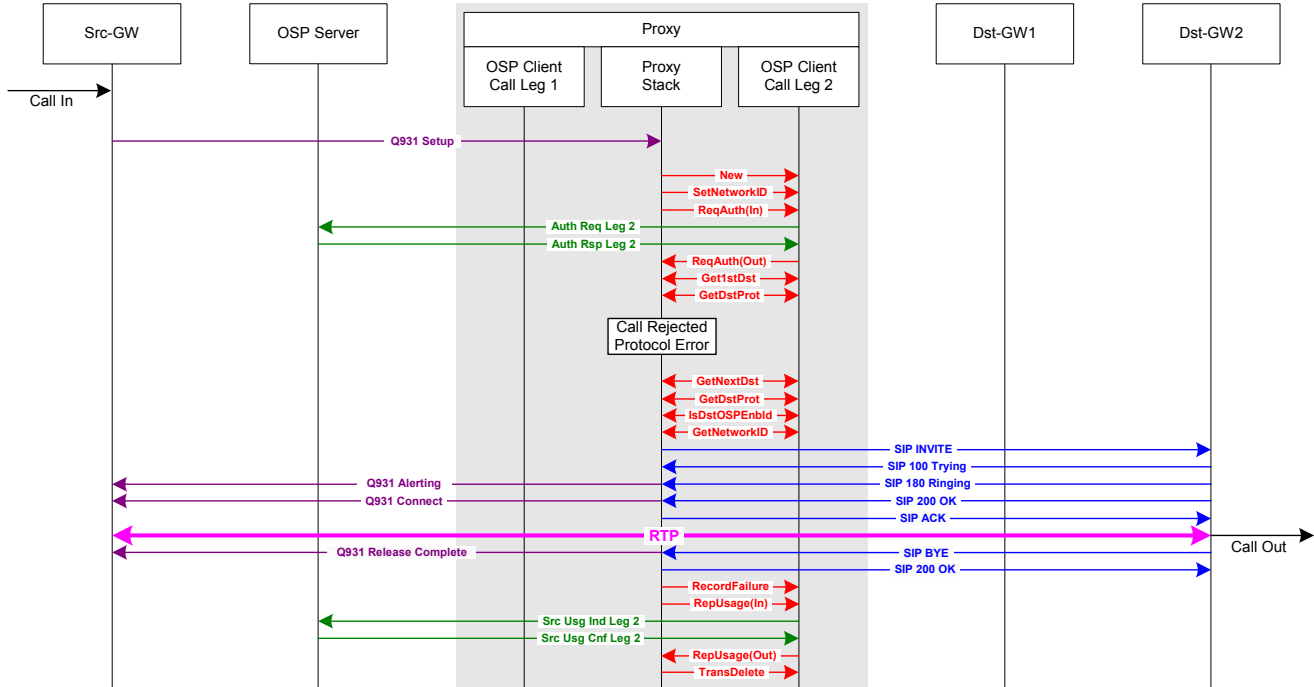 Src-GW
OSP Server
Proxy
Dst-GW1
Dst-GW2
OSP Client
Call Leg 1
Proxy
Stack
OSP Client
Call Leg 2
Call In
Q931 Setup
New
SetNetworkID
ReqAuth(In)
Auth Req Leg 2
Auth Rsp Leg 2
ReqAuth(Out)
Get1stDst
GetDstProt
Call Rejected
Protocol Error
GetNextDst
GetDstProt
IsDstOSPEnbld
GetNetworkID
SIP INVITE
SIP 100 Trying
Q931 Alerting
SIP 180 Ringing
Q931 Connect
SIP 200 OK
SIP ACK
RTP
Call Out
Q931 Release Complete
SIP BYE
SIP 200 OK
RecordFailure
RepUsage(In)
Src Usg Ind Leg 2
Src Usg Cnf Leg 2
RepUsage(Out)
TransDelete